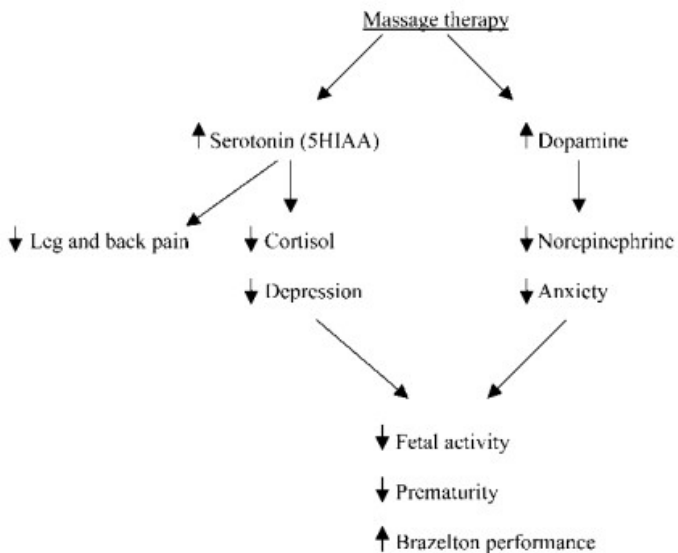 Massage therapy
Serotonin (5HIAA)
Dopamine
Leg and back pain
Cortisol
Norepinephrine
Depression
Anxiety
Fetal activity
Prematurity
Brazelton performance